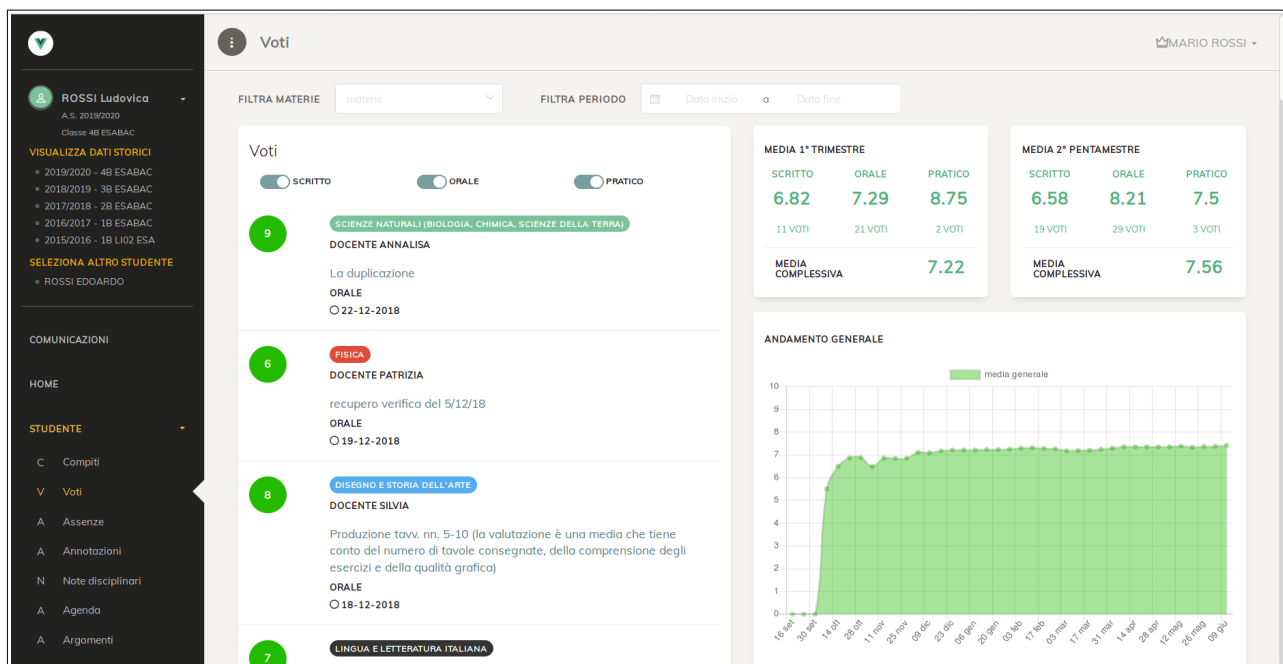 Voti
MARIO ROSSI
ROSSI Ludovica
A.S. 2019/2020
Classe 4B ESABAC
VISUALIZZA DATI STORICI
2019/2020 - 4B ESABAC
2018/2019 - 3B ESABAC
2017/2018 - 2B ESABAC
2016/2017 - 1B ESABAC
2015/2016 - 1B LI02 ESA
SELEZIONA ALTRO STUDENTE
ROSSI EDOARDO
COMUNICAZIONI
HOME
STUDENTE
C Compiti
V Voti
A Assenze
A Annotazioni
N Note disciplinari
A Agenda
A Argomenti
FILTRA MATERIE materie
FILTRA PERIODO Data inizio a Data fine
Voti
SCRITTO ORALE PRATICO
9
SCIENZE NATURALI (BIOLOGIA, CHIMICA, SCIENZE DELLA TERRA)
DOCENTE ANNALISA
La duplicazione
ORALE
22-12-2018
6
FISICA
DOCENTE PATRIZIA
recupero verifica del 5/12/18
ORALE
19-12-2018
8
DISEGNO E STORIA DELL'ARTE
DOCENTE SILVIA
Produzione tavv. nn. 5-10 (la valutazione è una media che tiene
conto del numero di tavole consegnate, della comprensione degli
esercizi e della qualità grafica)
ORALE
18-12-2018
7
LINGUA E LETTERATURA ITALIANA
MEDIA 1° TRIMESTRE
SCRITTO ORALE PRATICO
6.82 7.29 8.75
11 VOTI 21 VOTI 2 VOTI
MEDIA
COMPLESSIVA 7.22
MEDIA 2° PENTAMESTRE
SCRITTO ORALE PRATICO
6.58 8.21 7.5
19 VOTI 29 VOTI 3 VOTI
MEDIA
COMPLESSIVA 7.56
ANDAMENTO GENERALE
media generale
10
9
8
7
6
5
4
3
2
1
0
16 set 30 set 14 ott 28 ott 11 nov 25 nov 09 dic 23 dic 06 gen 20 gen 03 feb 17 feb 03 mar 17 mar 31 mar 14 apr 28 apr 12 mag 26 mag 09 giu